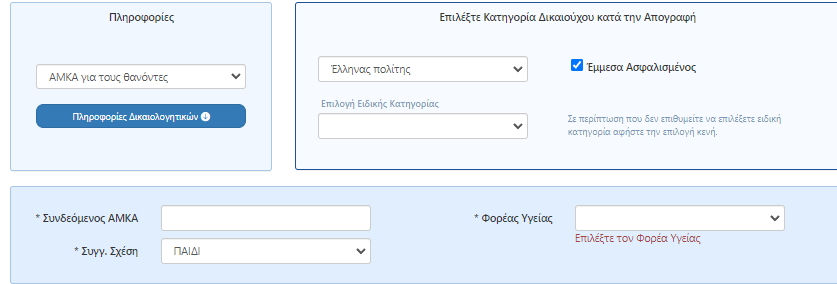 Πληροφορίες
ΑΜΚΑ για τους θανόντες
Πληροφορίες Δικαιολογητικών
Επιλέξτε Κατηγορία Δικαιούχου κατά την Απογραφή
Έλληνας πολίτης
Έμμεσα Ασφαλισμένος
Επιλογή Ειδικής Κατηγορίας
Σε περίπτωση που δεν επιθυμείτε να επιλέξετε ειδική
κατηγορία αφήστε την επιλογή κενή.
* Συνδεόμενος ΑΜΚΑ
* Φορέας Υγείας
Επιλέξτε τον Φορέα Υγείας
* Συγγ. Σχέση
ΠΑΙΔΙ